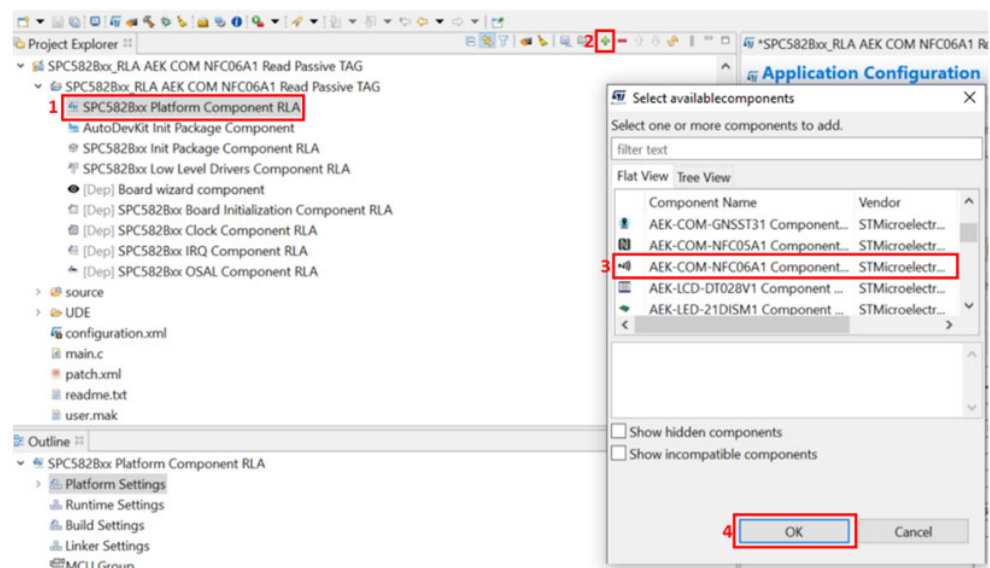 2
Project Explorer
*SPC582Bxx_RLA AEK COM NFC06A1 Re
SPC582Bxx_RLA AEK COM NFC06A1 Read Passive TAG
Application Configuration
SPC582Bxx_RLA AEK COM NFC06A1 Read Passive TAG
1 SPC582Bxx Platform Component RLA
AutoDevKit Init Package Component
SPC582Bxx Init Package Component RLA
SPC582Bxx Low Level Drivers Component RLA
[Dep] Board wizard component
[Dep] SPC582Bxx Board Initialization Component RLA
[Dep] SPC582Bxx Clock Component RLA
[Dep] SPC582Bxx IRQ Component RLA
[Dep] SPC582Bxx OSAL Component RLA
source
UDE
configuration.xml
main.c
patch.xml
readme.txt
user.mak
Outline
SPC582Bxx Platform Component RLA
Platform Settings
Runtime Settings
Build Settings
Linker Settings
MCU Group
Select availablecomponents
Select one or more components to add.
filter text
Flat View Tree View
Component Name Vendor
AEK-COM-GNSST31 Component... STMicroelectr...
AEK-COM-NFC05A1 Component... STMicroelectr...
3 AEK-COM-NFC06A1 Component... STMicroelectr...
AEK-LCD-DT028V1 Component ... STMicroelectr...
AEK-LED-21DISM1 Component ... STMicroelectr...
Show hidden components
Show incompatible components
4 OK Cancel